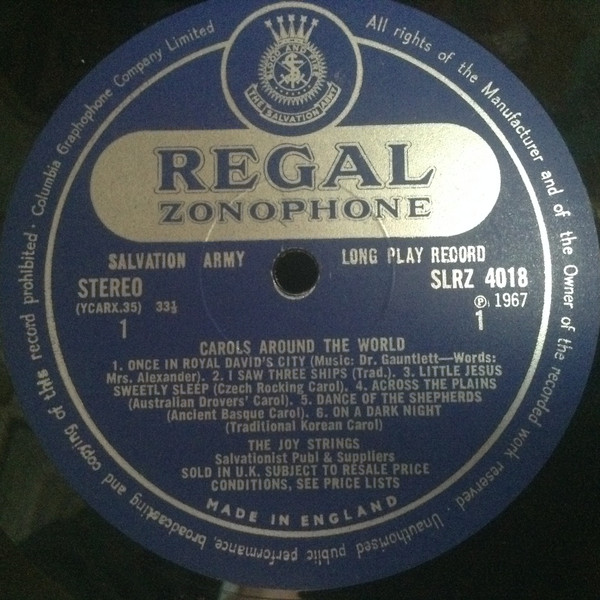 Columbia Graphophone Company Limited · All rights of the Manufacturer and of the Owner of the recorded work reserved · Unauthorised public performance, broadcasting and copying of this record prohibited ·
BLOOD AND FIRE
THE SALVATION ARMY
REGAL
ZONOPHONE
SALVATION ARMY LONG PLAY RECORD
STEREO SLRZ 4018
(YCARX.35) 33⅓ Ⓟ 1967
1 1
CAROLS AROUND THE WORLD
1. ONCE IN ROYAL DAVID'S CITY (Music: Dr. Gauntlett—Words:
Mrs. Alexander). 2. I SAW THREE SHIPS (Trad.). 3. LITTLE JESUS
SWEETLY SLEEP (Czech Rocking Carol). 4. ACROSS THE PLAINS
(Australian Drovers' Carol). 5. DANCE OF THE SHEPHERDS
(Ancient Basque Carol). 6. ON A DARK NIGHT
(Traditional Korean Carol)
THE JOY STRINGS
Salvationist Publ & Suppliers
SOLD IN U.K. SUBJECT TO RESALE PRICE
CONDITIONS, SEE PRICE LISTS
MADE IN ENGLAND